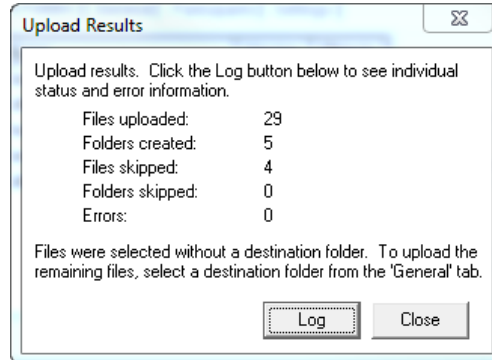 Upload Results
Upload results. Click the Log button below to see individual
status and error information.
Files uploaded: 29
Folders created: 5
Files skipped: 4
Folders skipped: 0
Errors: 0
Files were selected without a destination folder. To upload the
remaining files, select a destination folder from the 'General' tab.
Log Close